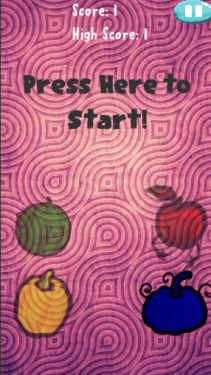 Score: 1
High Score: 1
Press Here to
Start!